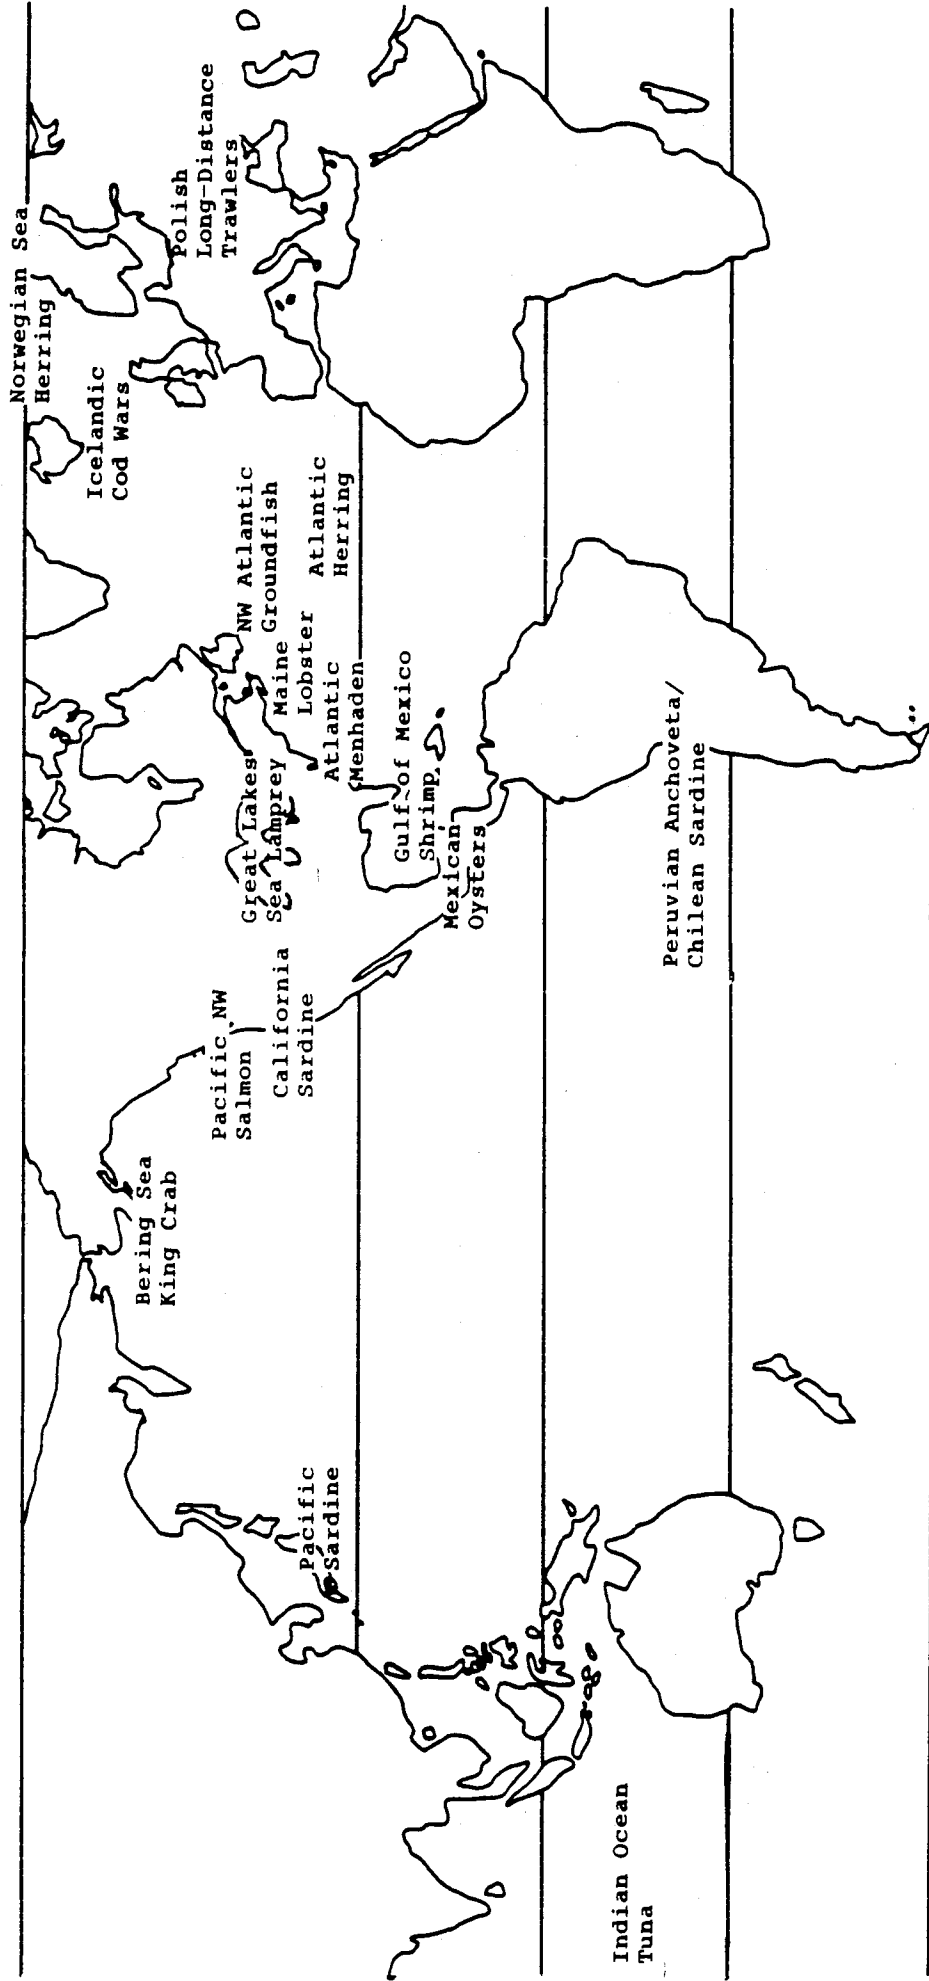 Norwegian Sea
Herring
Icelandic
Cod Wars
Polish
Long-Distance
Trawlers
NW Atlantic
Groundfish
Maine
Lobster
Atlantic
Herring
Atlantic
Menhaden
Great Lakes
Sea Lamprey
Gulf of Mexico
Shrimp
Mexican
Oysters
Pacific NW
Salmon
California
Sardine
Bering Sea
King Crab
Pacific
Sardine
Peruvian Anchoveta/
Chilean Sardine
Indian Ocean
Tuna